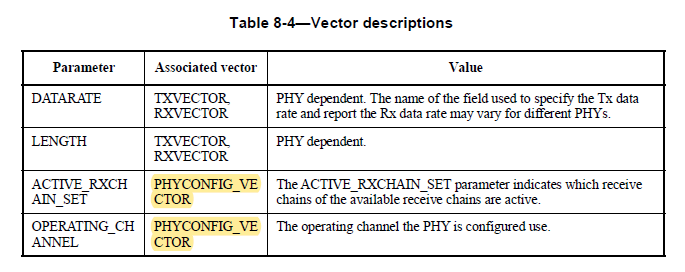 Table 8-4—Vector descriptions
Parameter Associated vector Value
DATARATE TXVECTOR, PHY dependent. The name of the field used to specify the Tx data
RXVECTOR rate and report the Rx data rate may vary for different PHYs.
LENGTH TXVECTOR, PHY dependent.
RXVECTOR
ACTIVE_RXCH PHYCONFIG_VE The ACTIVE_RXCHAIN_SET parameter indicates which receive
AIN_SET CTOR chains of the available receive chains are active.
OPERATING_CH PHYCONFIG_VE The operating channel the PHY is configured use.
ANNEL CTOR